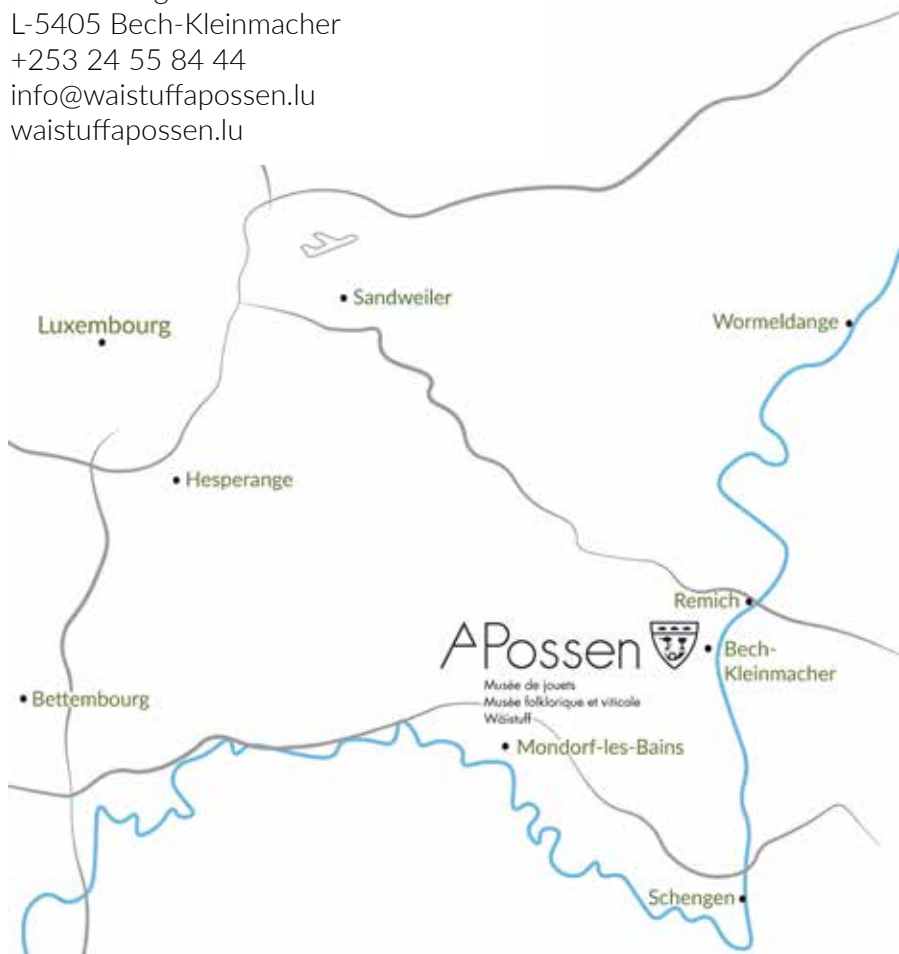 L-5405 Bech-Kleinmacher
+253 24 55 84 44
info@waistuffapossen.lu
waistuffapossen.lu
Sandweiler
Luxembourg
Wormeldange
Hesperange
Remich
APossen
Bech-
Kleinmacher
Musée de jouets
Musée folklorique et viticole
Wäistuff
Bettembourg
Mondorf-les-Bains
Schengen